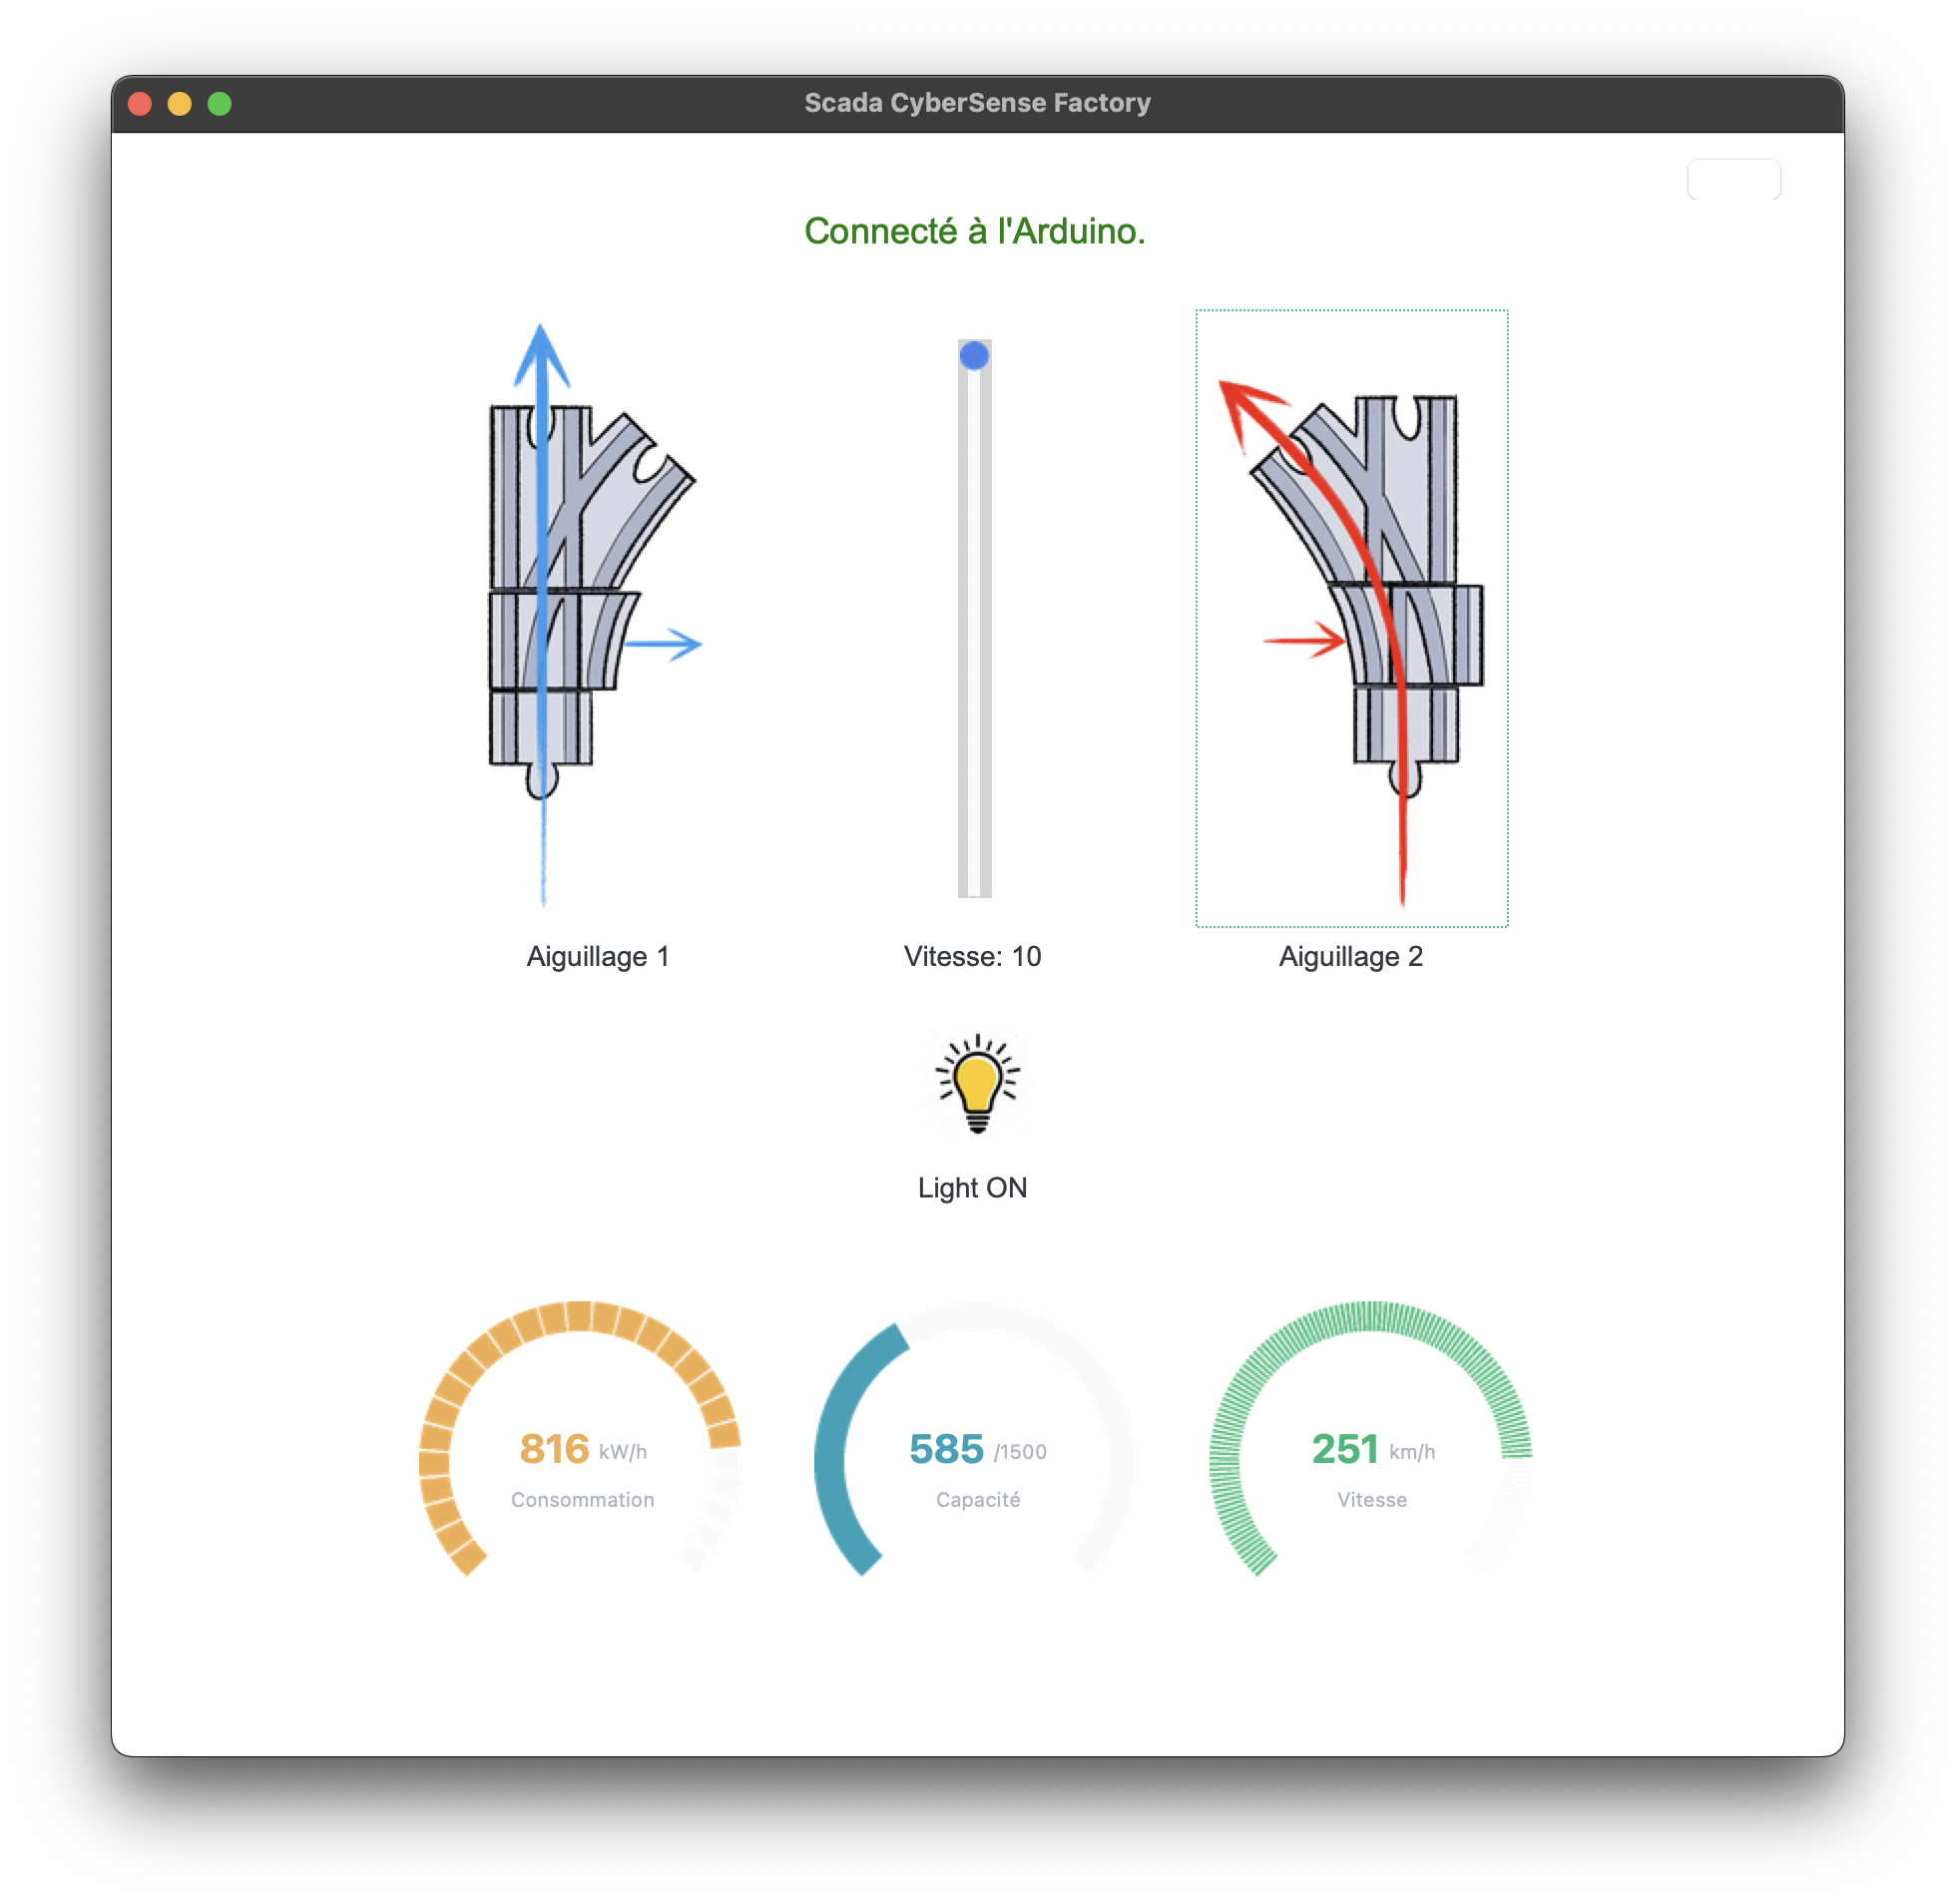 Scada CyberSense Factory
Connecté à l'Arduino.
Aiguillage 1
Vitesse: 10
Aiguillage 2
Light ON
816 kW/h
Consommation
585 /1500
Capacité
251 km/h
Vitesse